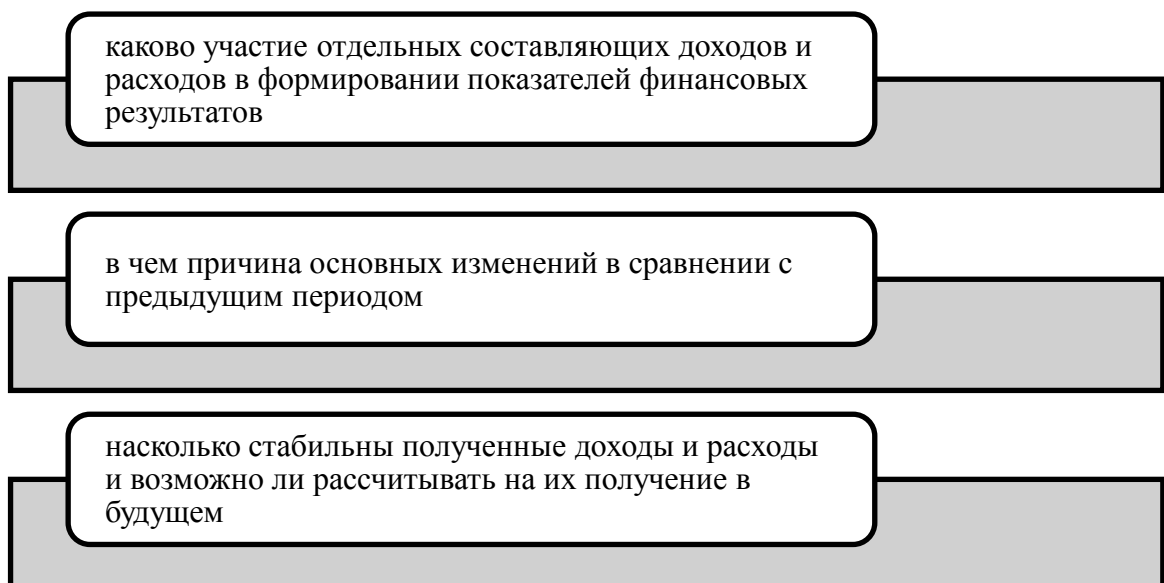 каково участие отдельных составляющих доходов и
расходов в формировании показателей финансовых
результатов
в чем причина основных изменений в сравнении с
предыдущим периодом
насколько стабильны полученные доходы и расходы
и возможно ли рассчитывать на их получение в
будущем